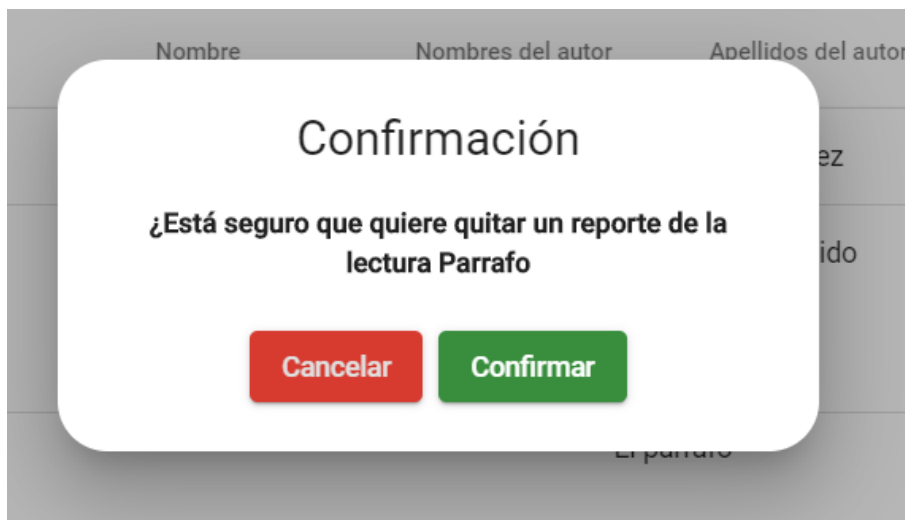 Nombre Nombres del autor Apellidos del autor
Confirmación
ez
¿Está seguro que quiere quitar un reporte de la
lectura Parrafo
ido
Cancelar Confirmar